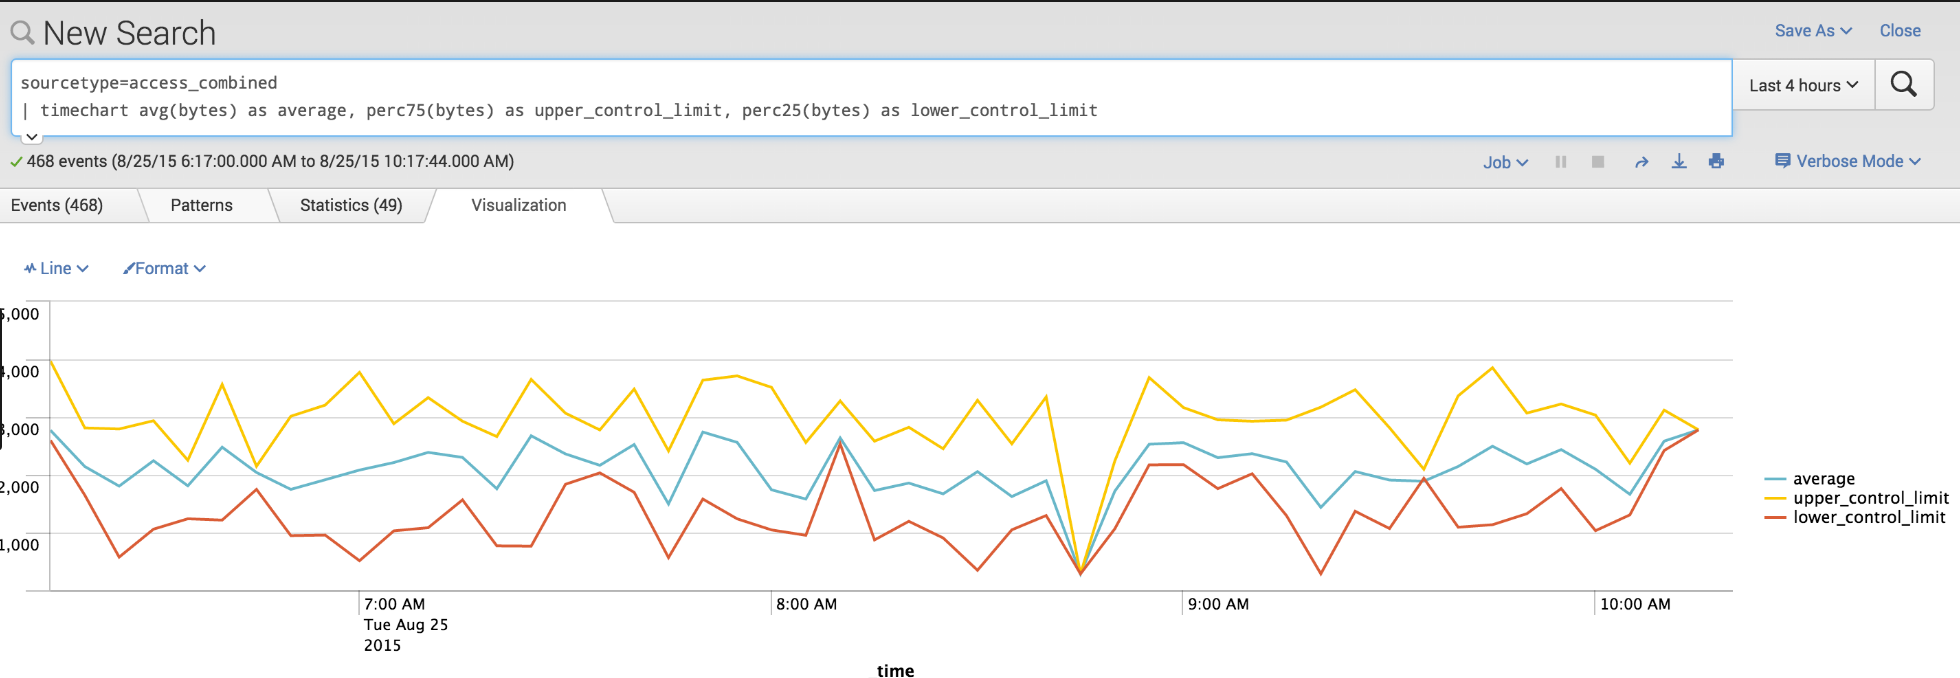 New Search
Save As
Close
sourcetype=access_combined
| timechart avg(bytes) as average, perc75(bytes) as upper_control_limit, perc25(bytes) as lower_control_limit
Last 4 hours
468 events (8/25/15 6:17:00.000 AM to 8/25/15 10:17:44.000 AM)
Job
Verbose Mode
Events (468)
Patterns
Statistics (49)
Visualization
Line
Format
5,000
4,000
3,000
2,000
1,000
average
upper_control_limit
lower_control_limit
7:00 AM
Tue Aug 25
2015
8:00 AM
9:00 AM
10:00 AM
time